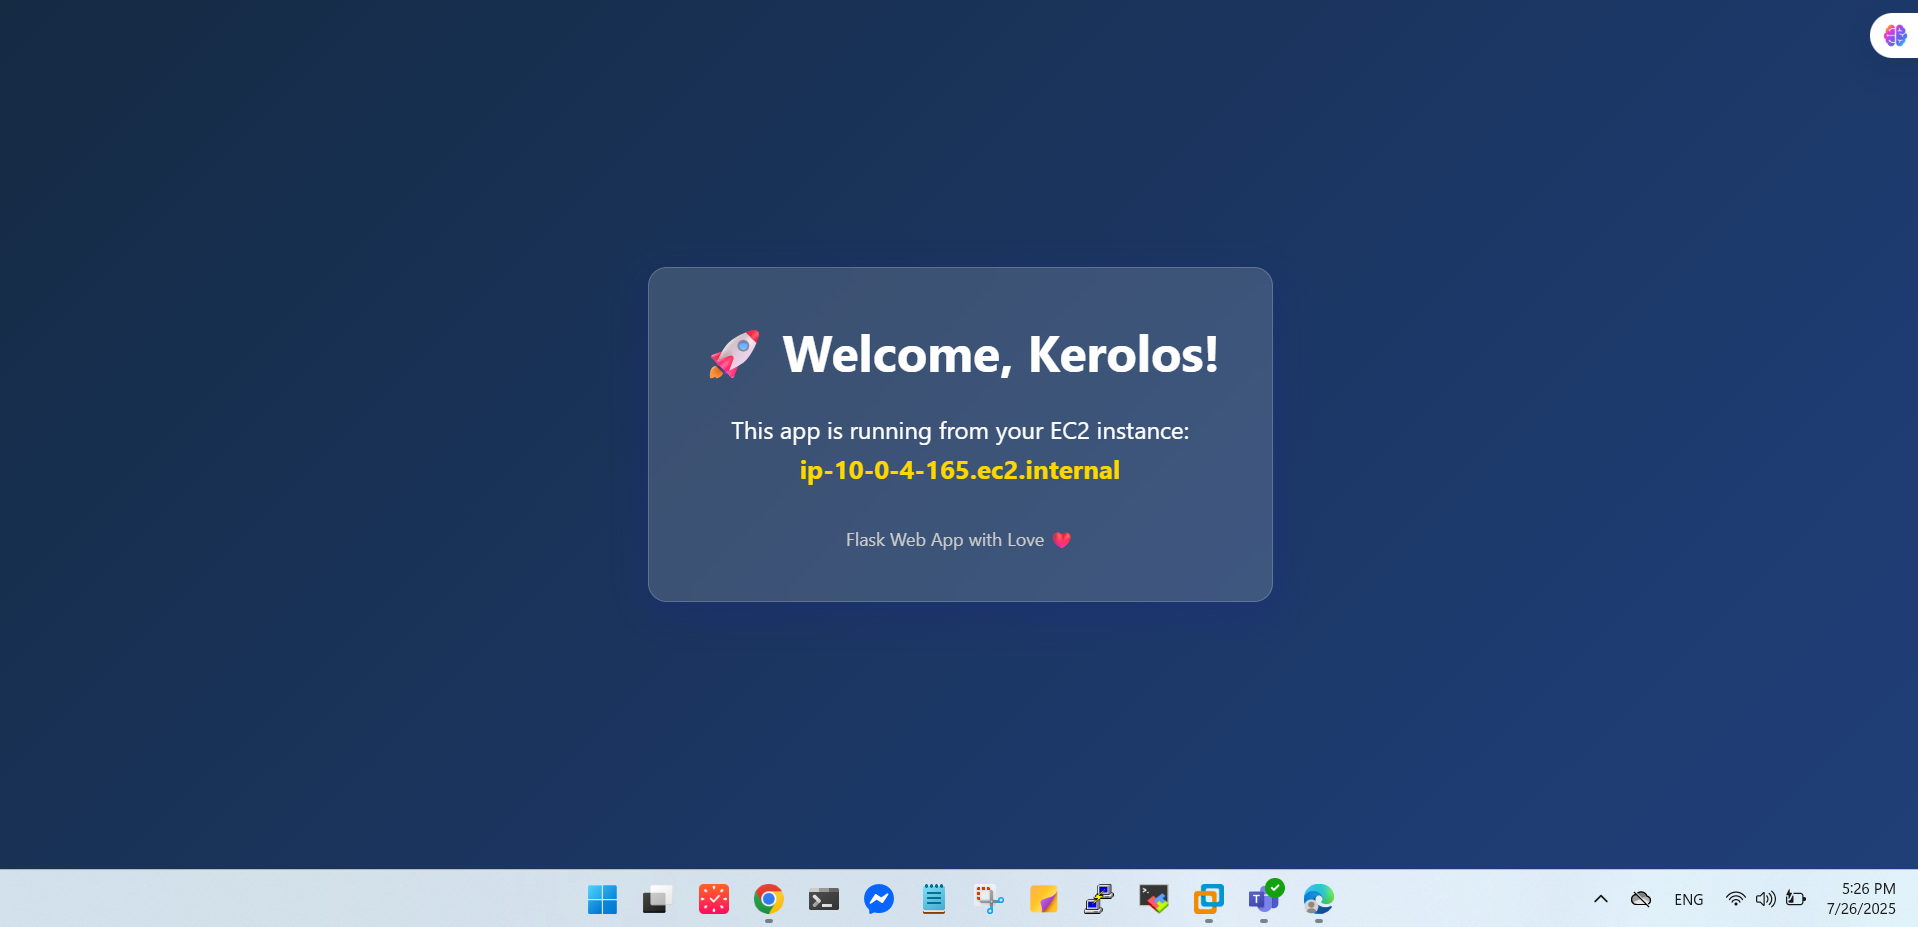 🚀 Welcome, Kerolos!
This app is running from your EC2 instance:
ip-10-0-4-165.ec2.internal
Flask Web App with Love ❤️
ENG
5:26 PM
7/26/2025